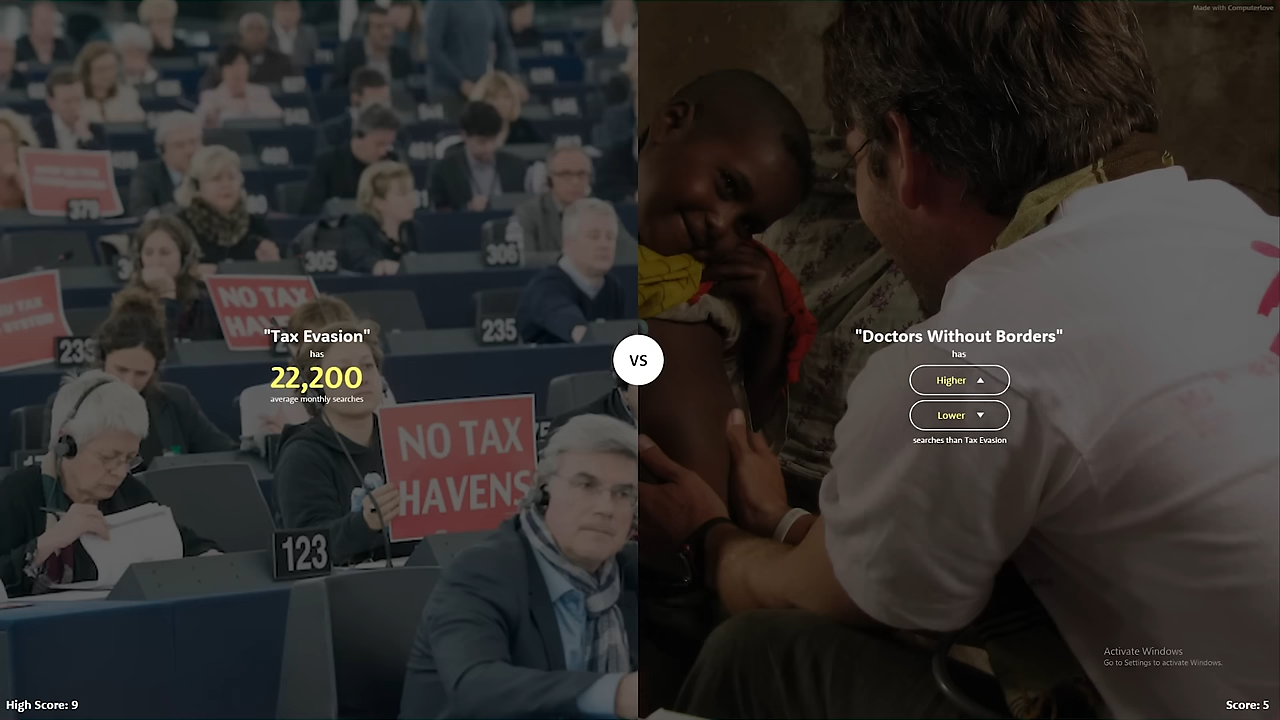 Made with Computerlove
379
305
306
NO TAX
HAVE
235
"Tax Evasion"
has
22,200
average monthly searches
VS
"Doctors Without Borders"
has
Higher
Lower
searches than Tax Evasion
NO TAX
HAVENS
123
Activate Windows
Go to Settings to activate Windows.
High Score: 9
Score: 5